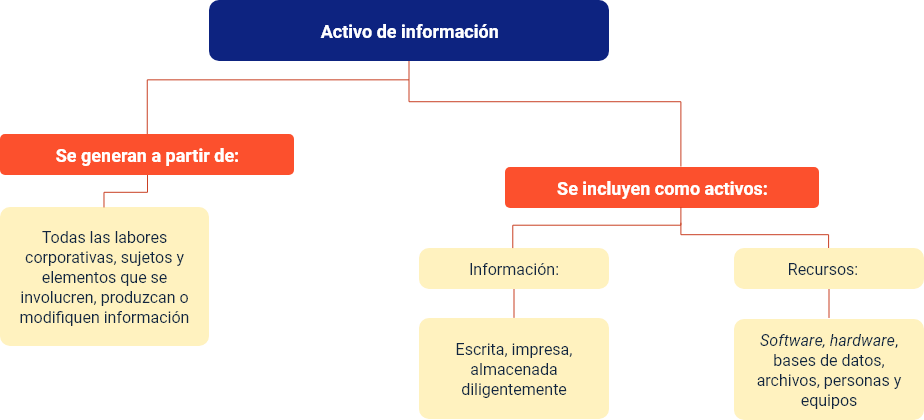 Activo de información
Se generan a partir de:
Todas las labores
corporativas, sujetos y
elementos que se
involucren, produzcan o
modifiquen información
Se incluyen como activos:
Información:
Escrita, impresa,
almacenada
diligentemente
Recursos:
Software, hardware,
bases de datos,
archivos, personas y
equipos